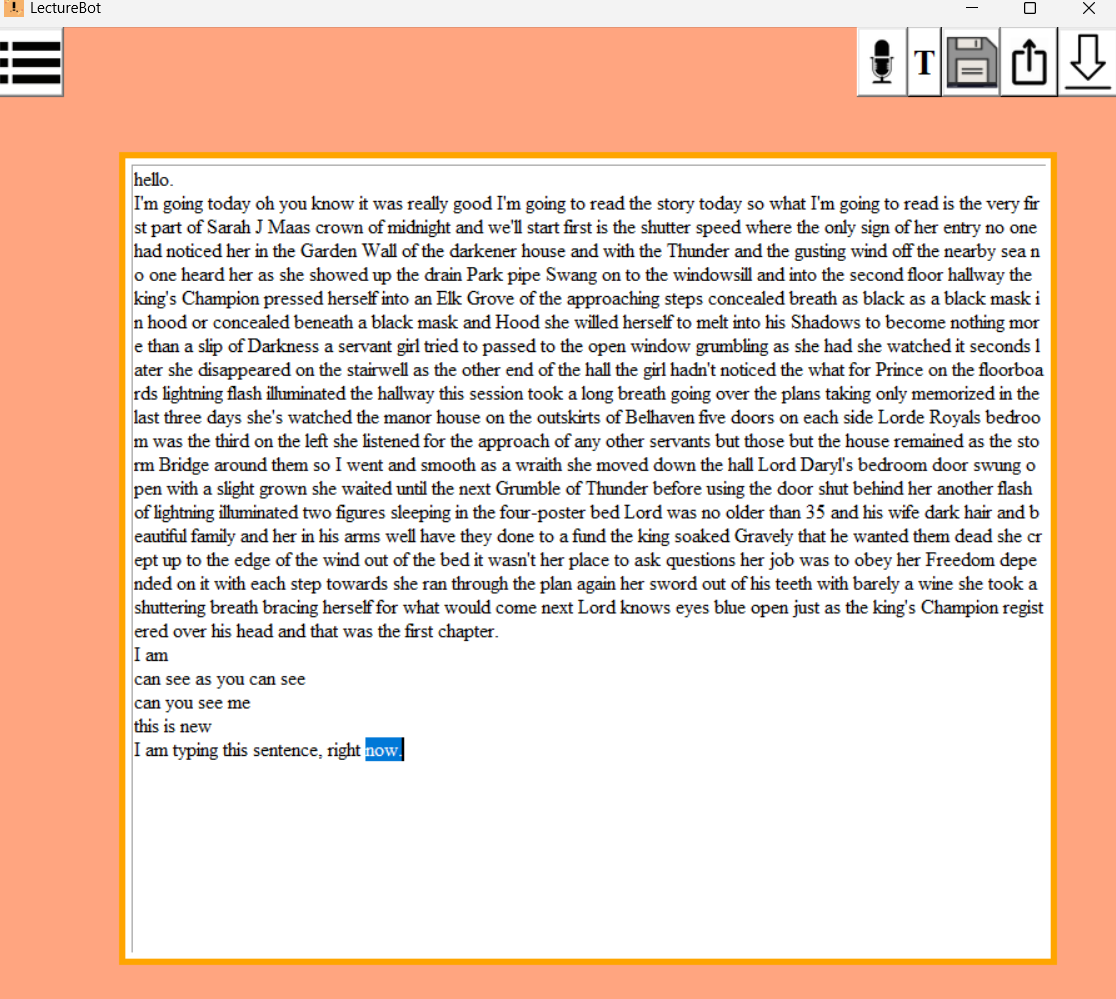 LectureBot
T
hello.
I'm going today oh you know it was really good I'm going to read the story today so what I'm going to read is the very fir
st part of Sarah J Maas crown of midnight and we'll start first is the shutter speed where the only sign of her entry no one
had noticed her in the Garden Wall of the darkener house and with the Thunder and the gusting wind off the nearby sea n
o one heard her as she showed up the drain Park pipe Swang on to the windowsill and into the second floor hallway the
king's Champion pressed herself into an Elk Grove of the approaching steps concealed breath as black as a black mask i
n hood or concealed beneath a black mask and Hood she willed herself to melt into his Shadows to become nothing mor
e than a slip of Darkness a servant girl tried to passed to the open window grumbling as she had she watched it seconds l
ater she disappeared on the stairwell as the other end of the hall the girl hadn't noticed the what for Prince on the floorboa
rds lightning flash illuminated the hallway this session took a long breath going over the plans taking only memorized in the
last three days she's watched the manor house on the outskirts of Belhaven five doors on each side Lorde Royals bedroo
m was the third on the left she listened for the approach of any other servants but those but the house remained as the sto
rm Bridge around them so I went and smooth as a wraith she moved down the hall Lord Daryl's bedroom door swung o
pen with a slight grown she waited until the next Grumble of Thunder before using the door shut behind her another flash
of lightning illuminated two figures sleeping in the four-poster bed Lord was no older than 35 and his wife dark hair and b
eautiful family and her in his arms well have they done to a fund the king soaked Gravely that he wanted them dead she cr
ept up to the edge of the wind out of the bed it wasn't her place to ask questions her job was to obey her Freedom depe
nded on it with each step towards she ran through the plan again her sword out of his teeth with barely a wine she took a
shuttering breath bracing herself for what would come next Lord knows eyes blue open just as the king's Champion regist
ered over his head and that was the first chapter.
I am
can see as you can see
can you see me
this is new
I am typing this sentence, right now.